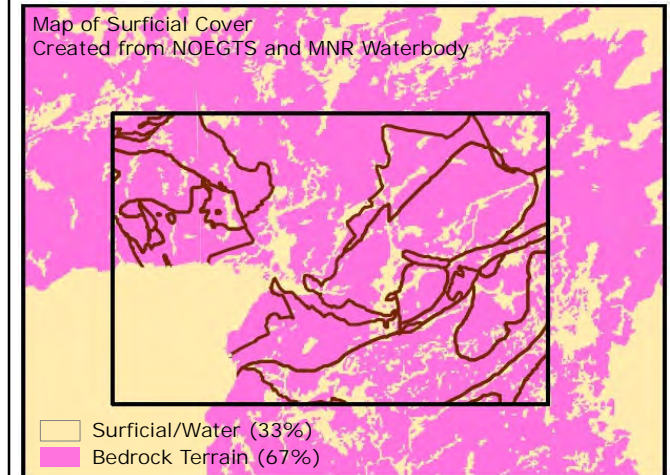 Map of Surficial Cover
Created from NOEGTS and MNR Waterbody
Surficial/Water (33%)
Bedrock Terrain (67%)